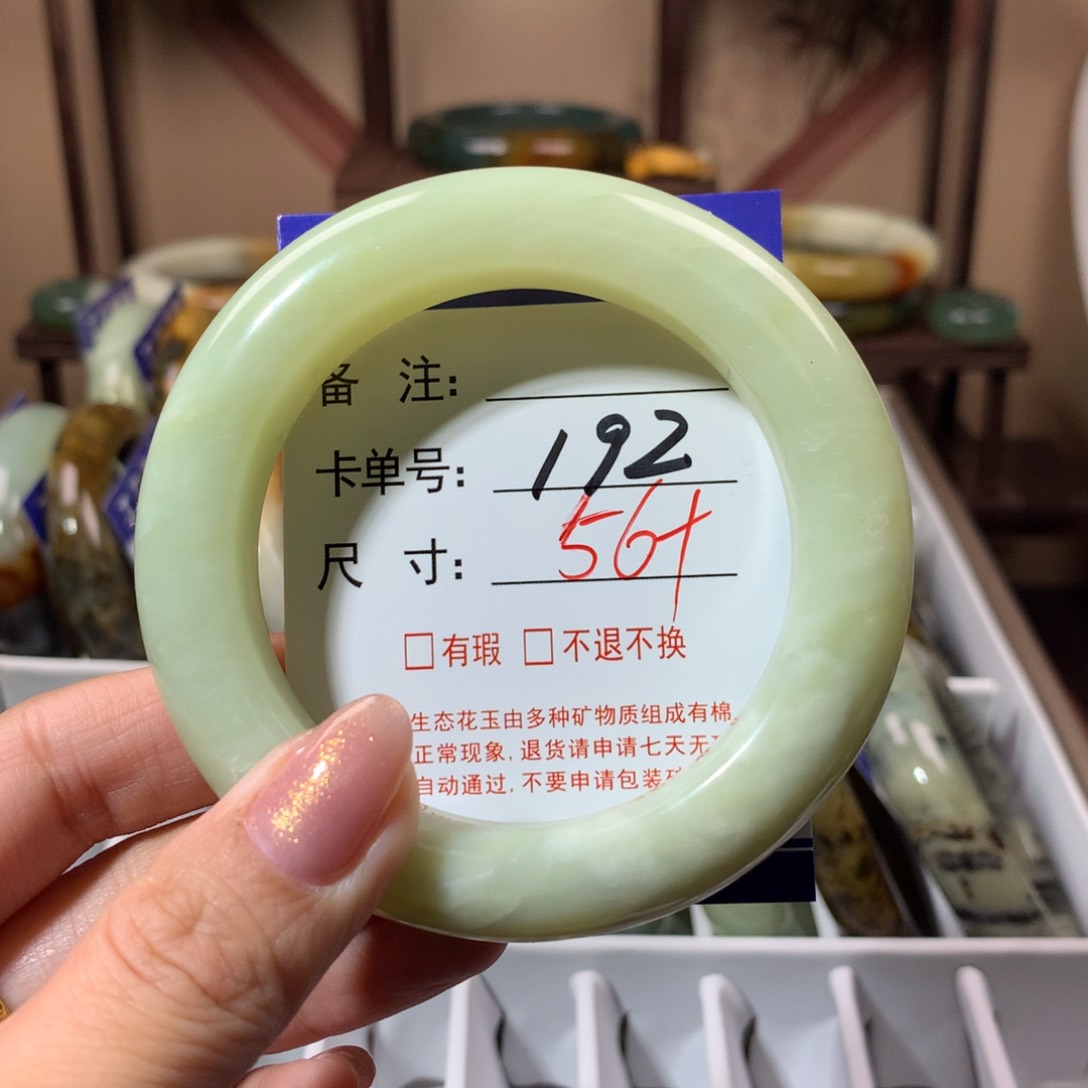 备 注:
卡单号: 192
尺 寸: 56+
□有瑕 □不退不换
生态花玉由多种矿物质组成有棉
正常现象,退货请申请七天无
自动通过,不要申请包装